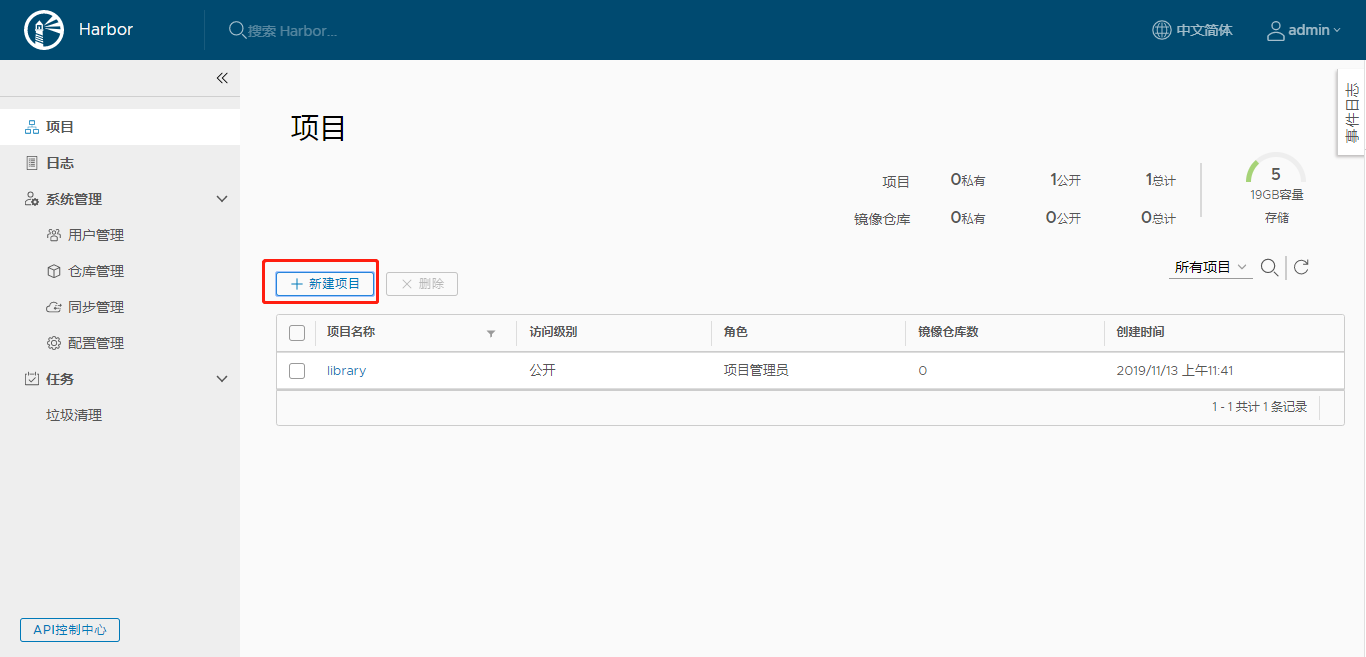 Harbor
搜索 Harbor...
中文简体
admin
事件日志
项目
日志
系统管理
用户管理
仓库管理
同步管理
配置管理
任务
垃圾清理
API控制中心
项目
项目 0私有 1公开 1总计
镜像仓库 0私有 0公开 0总计
5
19GB容量
存储
新建项目
删除
所有项目
项目名称 访问级别 角色 镜像仓库数 创建时间
library 公开 项目管理员 0 2019/11/13 上午11:41
1 - 1 共计 1 条记录